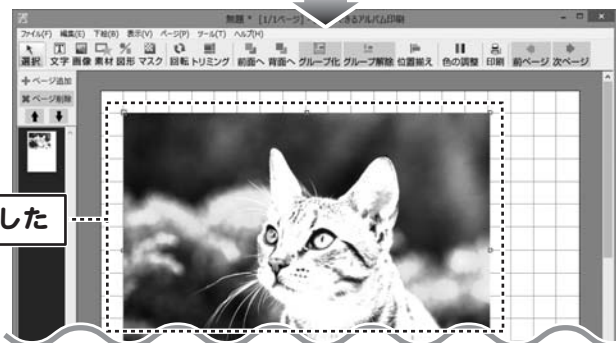 無題 * [1/1ページ]
きるアルバム印刷
ファイル(F) 編集(E) 下絵(B) 表示(V) ページ(P) ツール(T) ヘルプ(H)
選択 文字 画像 素材 図形 マスク 回転 トリミング 前面へ 背面へ グループ化 グループ解除 位置揃え 色の調整 印刷 前ページ 次ページ
ページ追加
ページ削除
した